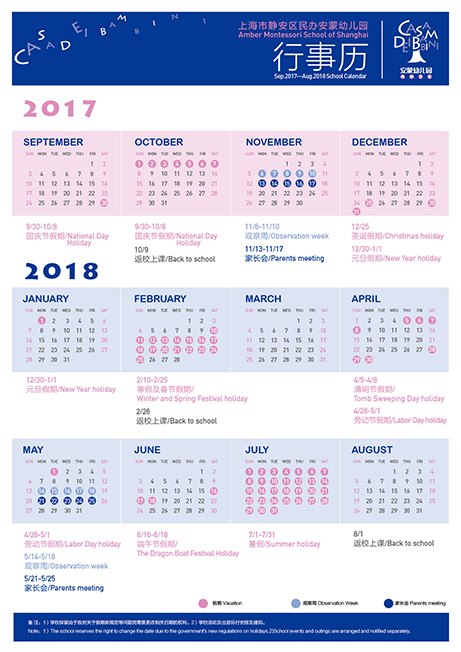 CASA DEI BAMBINI
上海市静安区民办安蒙幼儿园
Amber Montessori School of Shanghai
行事历
Sep.2017—Aug.2018 School Calendar
CASA DEI BAMBINI
安蒙幼儿园
2017
SEPTEMBER
SUN MON TUE WED THU FRI SAT
1 2
3 4 5 6 7 8 9
10 11 12 13 14 15 16
17 18 19 20 21 22 23
24 25 26 27 28 29 30
9/30-10/8
国庆节假期/National Day
Holiday
OCTOBER
SUN MON TUE WED THU FRI SAT
1 2 3 4 5 6 7
8 9 10 11 12 13 14
15 16 17 18 19 20 21
22 23 24 25 26 27 28
29 30 31
9/30-10/8
国庆节假期/National Day
Holiday
10/9
返校上课/Back to school
NOVEMBER
SUN MON TUE WED THU FRI SAT
1 2 3 4
5 6 7 8 9 10 11
12 13 14 15 16 17 18
19 20 21 22 23 24 25
26 27 28 29 30
11/6-11/10
观察周/Observation week
11/13-11/17
家长会/Parents meeting
DECEMBER
SUN MON TUE WED THU FRI SAT
1 2
3 4 5 6 7 8 9
10 11 12 13 14 15 16
17 18 19 20 21 22 23
24 25 26 27 28 29 30
31
12/25
圣诞假期/Christmas holiday
12/30-1/1
元旦假期/New Year holiday
2018
JANUARY
SUN MON TUE WED THU FRI SAT
1 2 3 4 5 6
7 8 9 10 11 12 13
14 15 16 17 18 19 20
21 22 23 24 25 26 27
28 29 30 31
12/30-1/1
元旦假期/New Year holiday
FEBRUARY
SUN MON TUE WED THU FRI SAT
1 2 3
4 5 6 7 8 9 10
11 12 13 14 15 16 17
18 19 20 21 22 23 24
25 26 27 28
2/10-2/25
寒假及春节假期/
Winter and Spring Festival holiday
2/26
返校上课/Back to school
MARCH
SUN MON TUE WED THU FRI SAT
1 2 3
4 5 6 7 8 9 10
11 12 13 14 15 16 17
18 19 20 21 22 23 24
25 26 27 28 29 30 31
APRIL
SUN MON TUE WED THU FRI SAT
1 2 3 4 5 6 7
8 9 10 11 12 13 14
15 16 17 18 19 20 21
22 23 24 25 26 27 28
29 30
4/5-4/8
清明节假期/
Tomb Sweeping Day holiday
4/28-5/1
劳动节假期/Labor Day holiday
MAY
SUN MON TUE WED THU FRI SAT
1 2 3 4 5
6 7 8 9 10 11 12
13 14 15 16 17 18 19
20 21 22 23 24 25 26
27 28 29 30 31
4/28-5/1
劳动节假期/Labor Day holiday
5/14-5/18
观察周/Observation week
5/21-5/25
家长会/Parents meeting
JUNE
SUN MON TUE WED THU FRI SAT
1 2
3 4 5 6 7 8 9
10 11 12 13 14 15 16
17 18 19 20 21 22 23
24 25 26 27 28 29 30
6/16-6/18
端午节假期/
The Dragon Boat Festival Holiday
JULY
SUN MON TUE WED THU FRI SAT
1 2 3 4 5 6 7
8 9 10 11 12 13 14
15 16 17 18 19 20 21
22 23 24 25 26 27 28
29 30 31
7/1-7/31
暑假/Summer holiday
AUGUST
SUN MON TUE WED THU FRI SAT
1 2 3 4
5 6 7 8 9 10 11
12 13 14 15 16 17 18
19 20 21 22 23 24 25
26 27 28 29 30 31
8/1
返校上课/Back to school
假期 Vacation
观察周 Observation Week
家长会 Parents meeting
备 注：1）学校保留由于政府关于假期新规定等问题而需要更改有关日期的权利。2）学校活动及出游另行安排及通知。
Note：1）The school reserves the right to change the date due to the government's new regulations on holidays.2)School events and outings are arranged and notified separately.